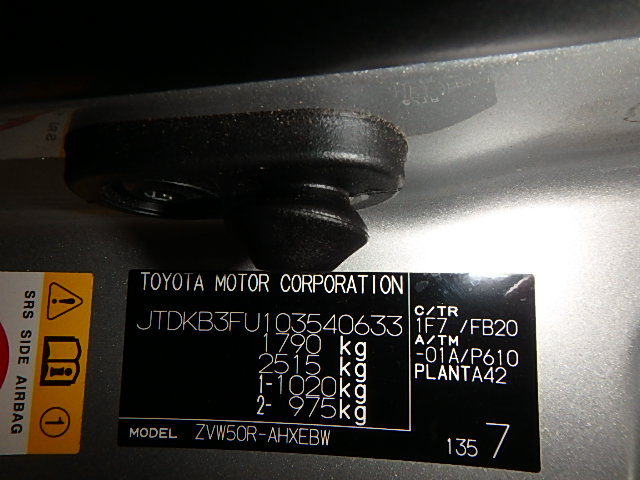 TOYOTA MOTOR CORPORATION
JTDKB3FU103540633
1790 kg
2515 kg
1-1020kg
2- 975kg
MODEL ZVW50R-AHXEBW
C/TR
1F7 /FB20
A/TM
-01A/P610
PLANTA42
135 7
SRS SIDE AIRBAG
1